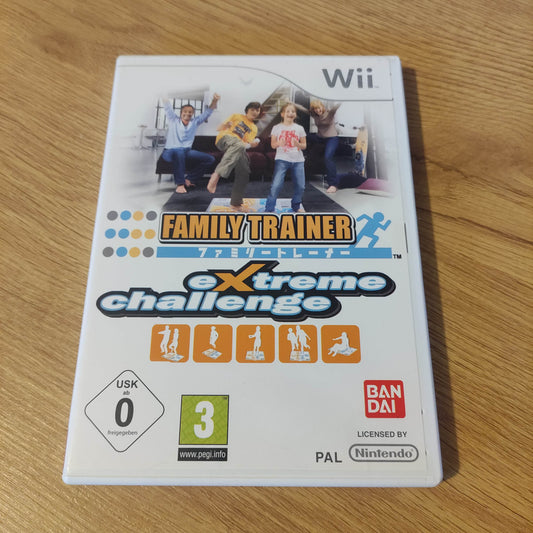 Wii™
FAMILY TRAINER
ファミリートレーナー
™
eXtreme
challenge
USK
ab
0
freigegeben
3
www.pegi.info
BAN
DAI
LICENSED BY
PAL
Nintendo